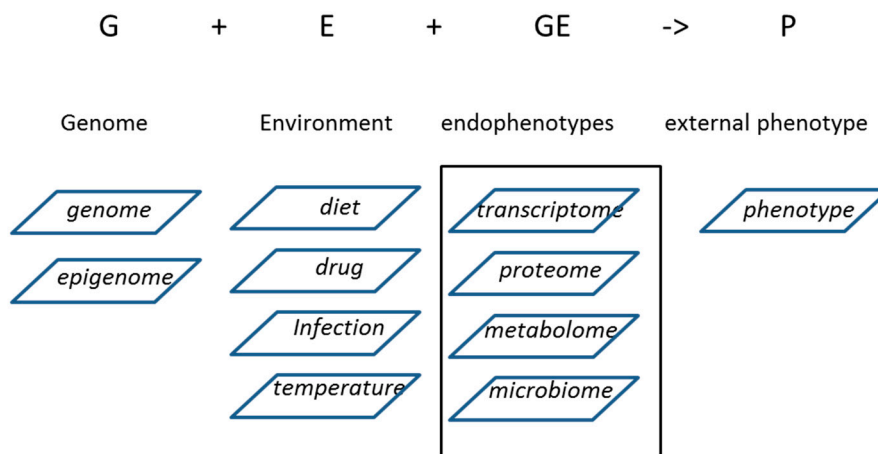 G + E + GE -> P
Genome Environment endophenotypes external phenotype
genome diet transcriptome phenotype
epigenome drug proteome
Infection metabolome
temperature microbiome